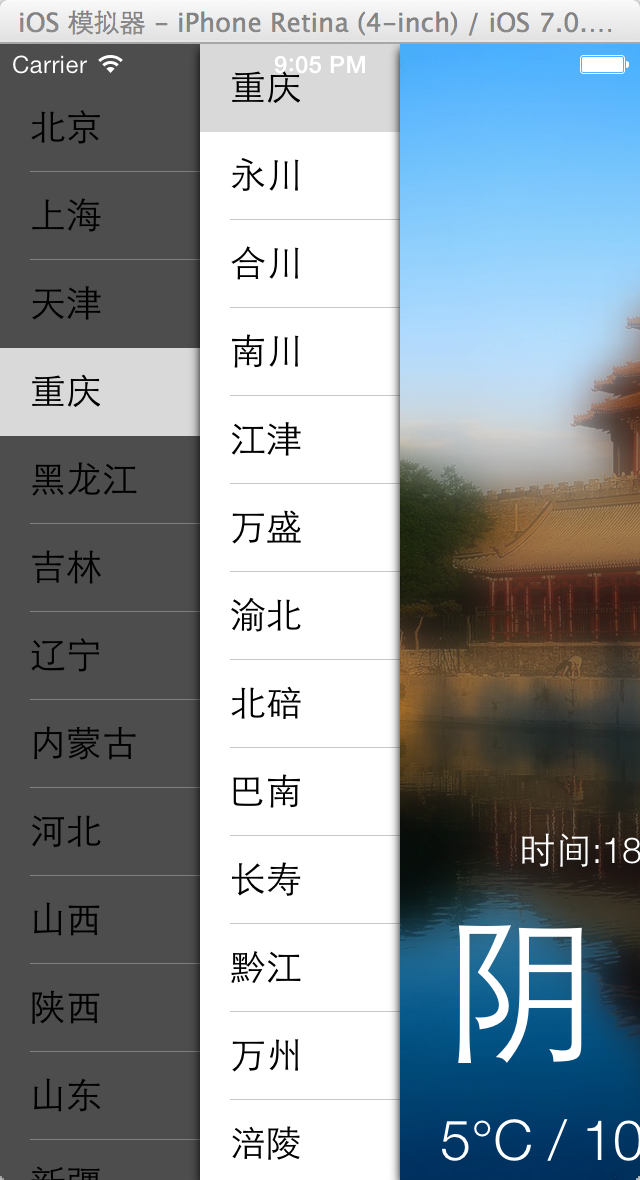 iOS 模拟器 - iPhone Retina (4-inch) / iOS 7.0....
Carrier
9:05 PM
北京
上海
天津
重庆
黑龙江
吉林
辽宁
内蒙古
河北
山西
陕西
山东
新疆
重庆
永川
合川
南川
江津
万盛
渝北
北碚
巴南
长寿
黔江
万州
涪陵
时间:18
阴
5°C / 10